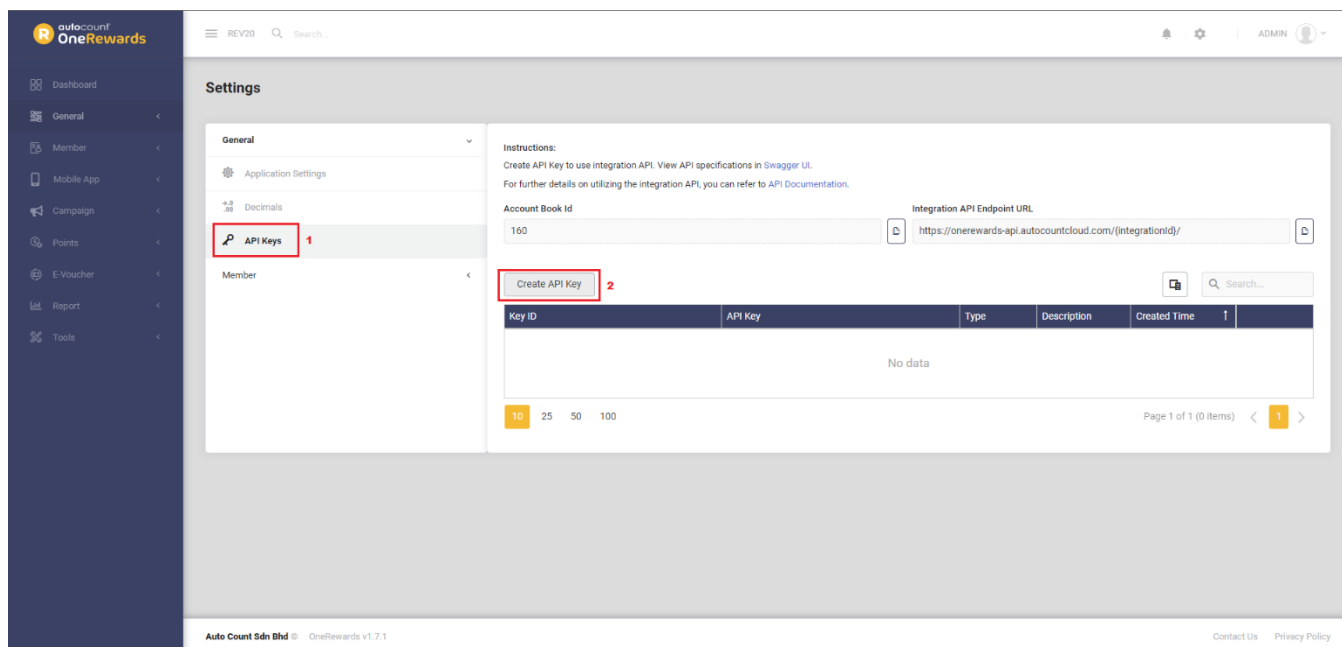 autocount
OneRewards
REV20 Search...
ADMIN
Dashboard
General
Member
Mobile App
Campaign
Points
E-Voucher
Report
Tools
Settings
General
Application Settings
Decimals
API Keys 1
Member
Instructions:
Create API Key to use integration API. View API specifications in Swagger UI.
For further details on utilizing the integration API, you can refer to API Documentation.
Account Book Id
160
Integration API Endpoint URL
https://onerewards-api.autocountcloud.com/{integrationId}/
Create API Key 2
Search...
Key ID API Key Type Description Created Time
No data
10 25 50 100
Page 1 of 1 (0 items) 1
Auto Count Sdn Bhd © OneRewards v1.7.1
Contact Us Privacy Policy